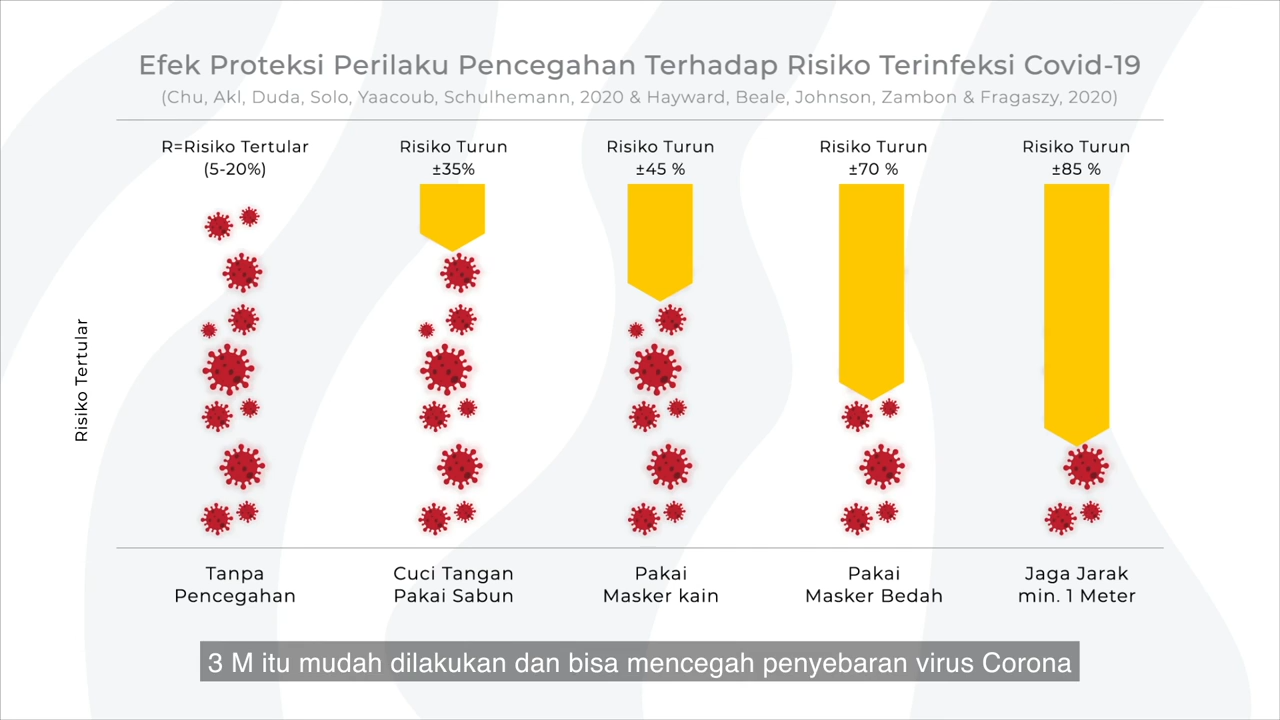 Efek Proteksi Perilaku Pencegahan Terhadap Risiko Terinfeksi Covid-19
(Chu, Akl, Duda, Solo, Yaacoub, Schulhemann, 2020 & Hayward, Beale, Johnson, Zambon & Fragaszy, 2020)
R=Risiko Tertular
(5-20%)
Risiko Turun
±35%
Risiko Turun
±45 %
Risiko Turun
±70 %
Risiko Turun
±85 %
Risiko Tertular
Tanpa
Pencegahan
Cuci Tangan
Pakai Sabun
Pakai
Masker kain
Pakai
Masker Bedah
Jaga Jarak
min. 1 Meter
3 M itu mudah dilakukan dan bisa mencegah penyebaran virus Corona